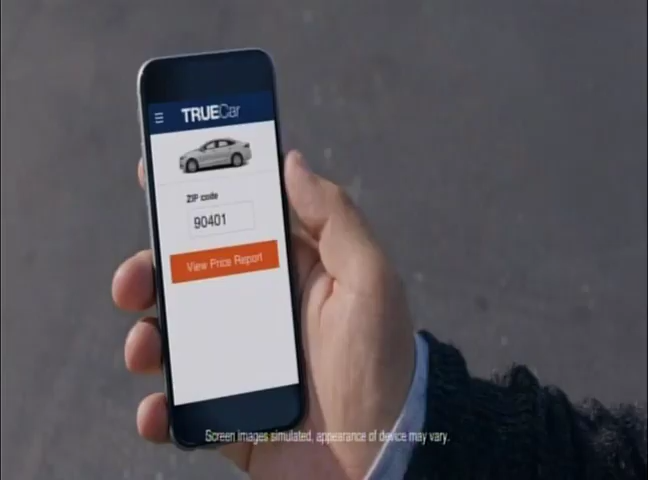 TRUECar
ZIP code
90401
View Price Report
Screen images simulated, appearance of device may vary.